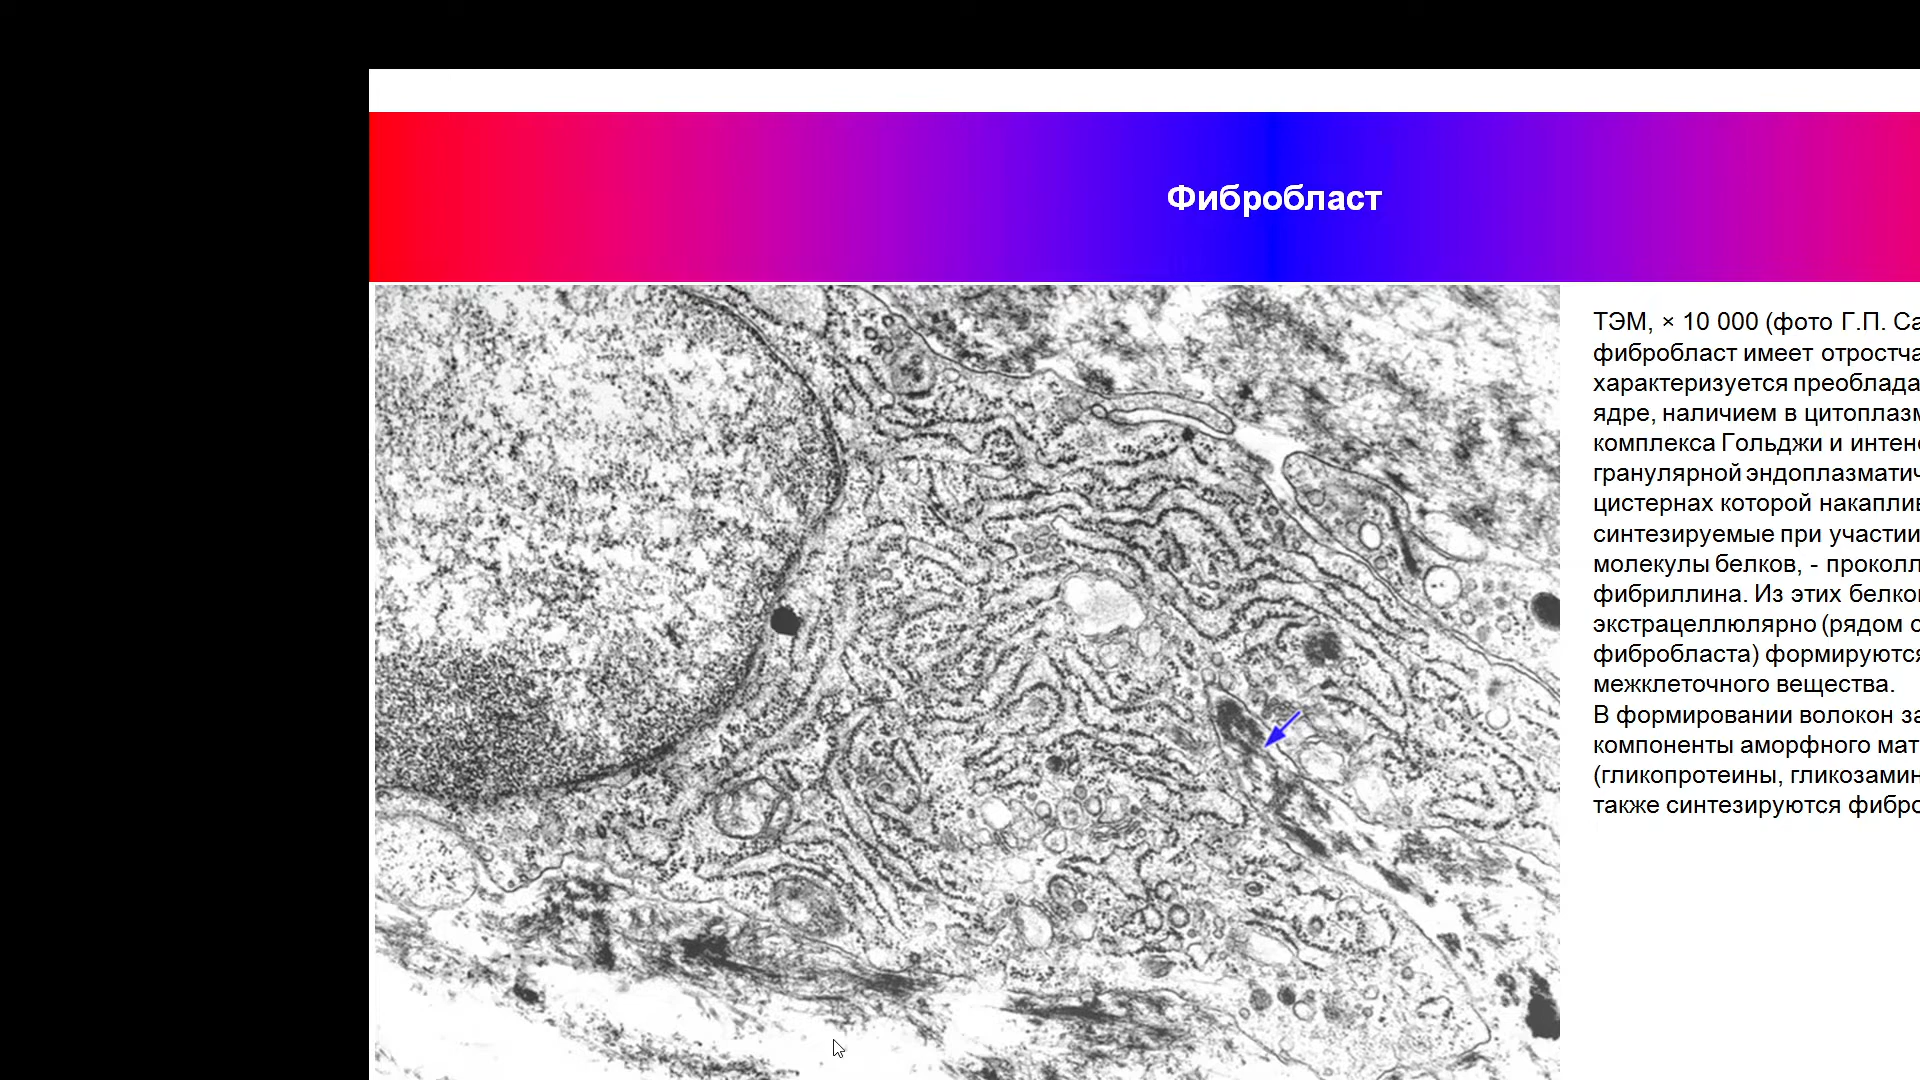 Фибробласт
ТЭМ, × 10 000 (фото Г.П.
фибробласт имеет
характеризуется
ядре, наличием в
комплекса Гольджи и
гранулярной
цистернах которой
синтезируемые при участии
молекулы белков, -
фибриллина. Из этих
экстрацеллюлярно (рядом
фибробласта)
межклеточного вещества.
В формировании волокон
компоненты аморфного
(гликопротеины,
также синтезируются